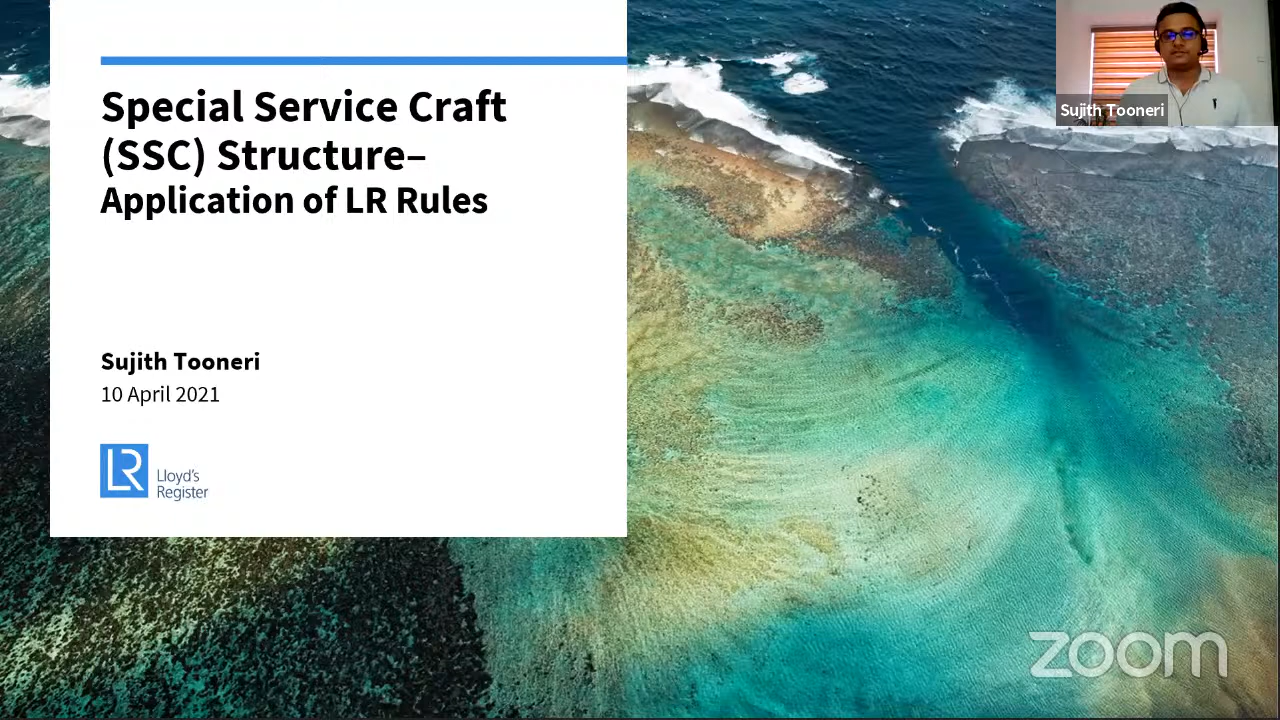 Special Service Craft
(SSC) Structure–
Application of LR Rules
Sujith Tooneri
10 April 2021
LR
Lloyd's
Register
Sujith Tooneri
zoom